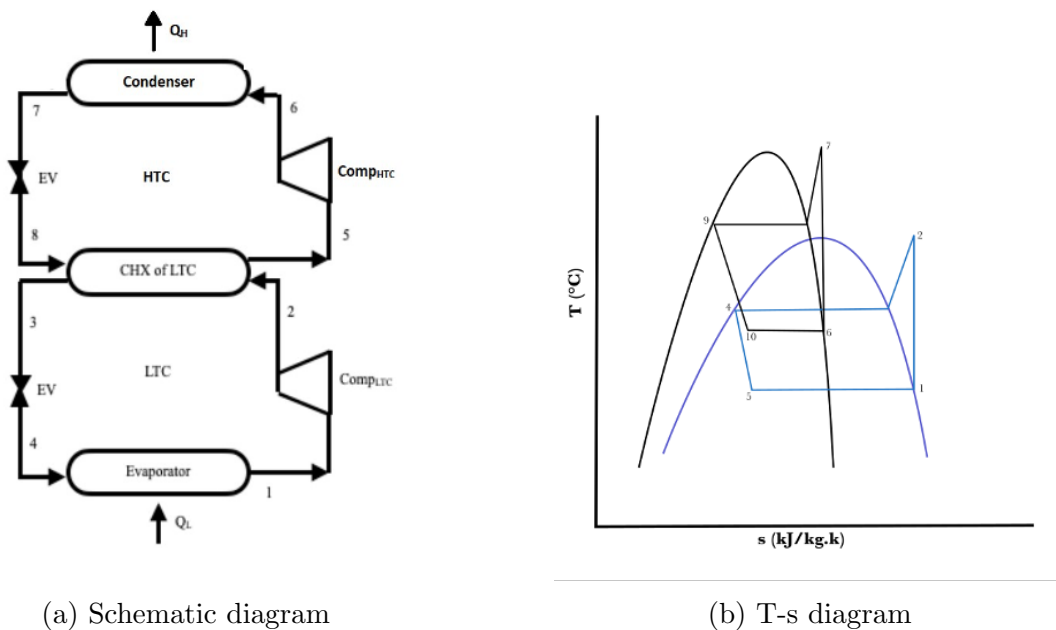 QH
Condenser
7
6
EV
HTC
CompHTC
8
5
CHX of LTC
3
2
LTC
EV
CompLTC
4
Evaporator
1
QL
(a) Schematic diagram
T (°C)
7
9
2
4
10
6
5
1
s (kJ/kg.k)
(b) T-s diagram